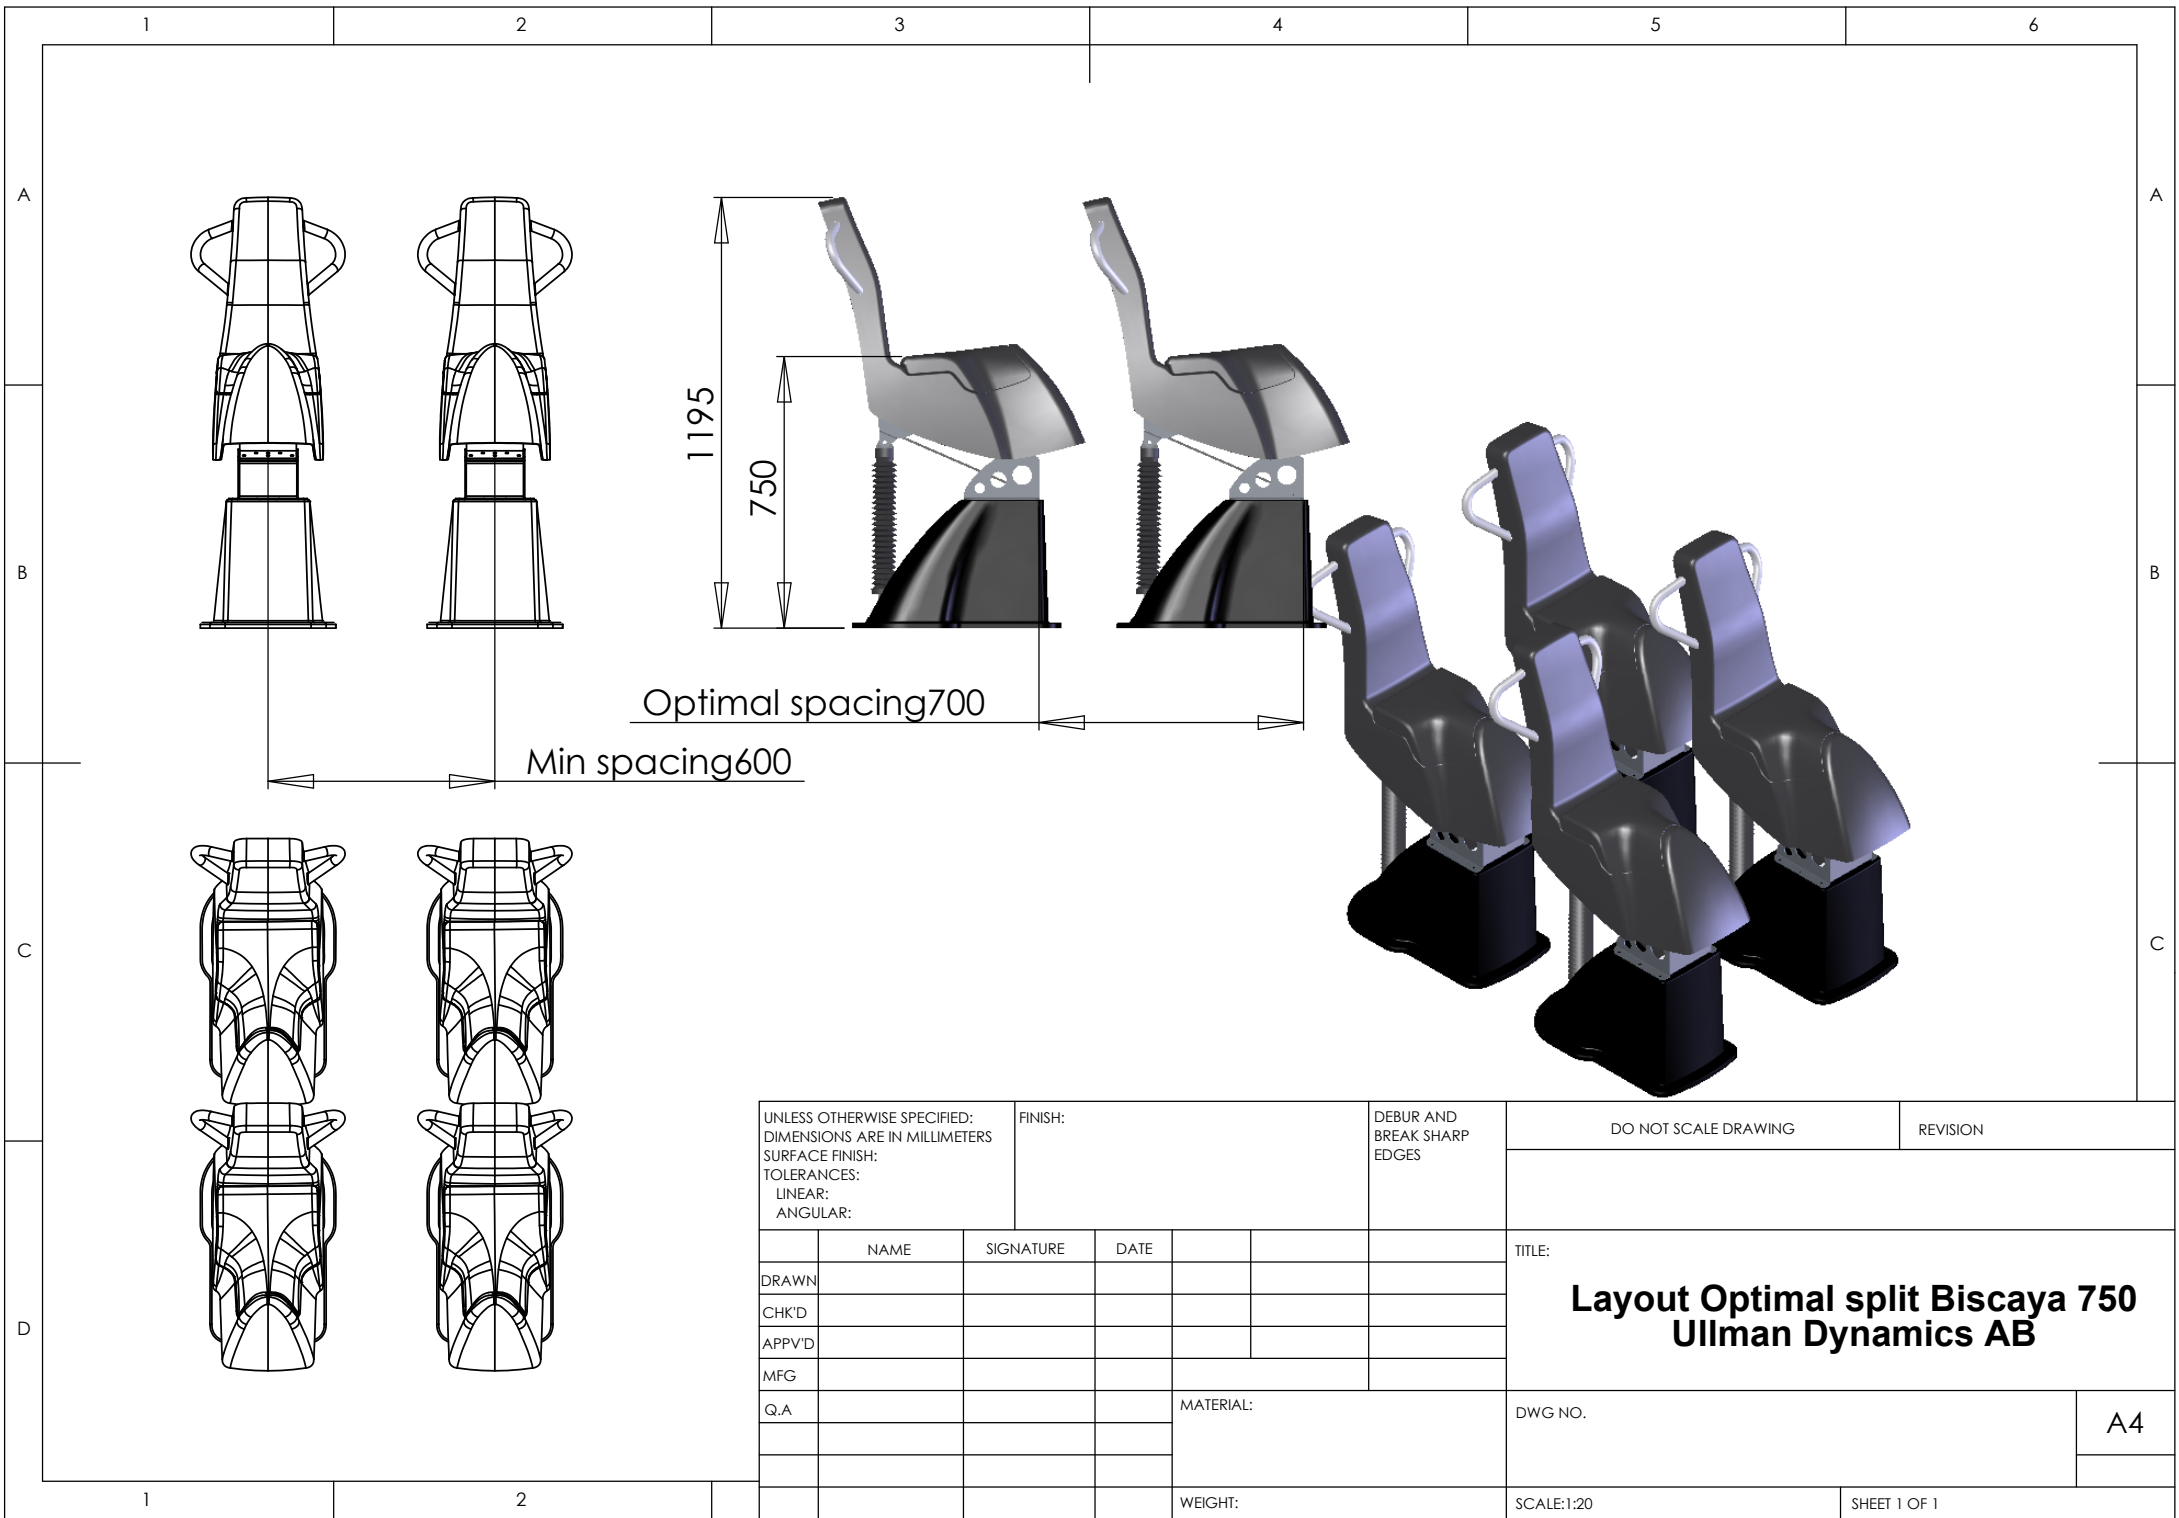 1 2 3 4 5 6
A A
1195
750
B B
Optimal spacing700
Min spacing600
C C
UNLESS OTHERWISE SPECIFIED:
DIMENSIONS ARE IN MILLIMETERS
SURFACE FINISH:
TOLERANCES:
LINEAR:
ANGULAR:
FINISH:
DEBUR AND
BREAK SHARP
EDGES
DO NOT SCALE DRAWING
REVISION
NAME SIGNATURE DATE
DRAWN
CHK'D
APPV'D
MFG
Q.A
TITLE:
Layout Optimal split Biscaya 750
Ullman Dynamics AB
D
MATERIAL:
DWG NO.
A4
WEIGHT:
SCALE:1:20
SHEET 1 OF 1
1 2